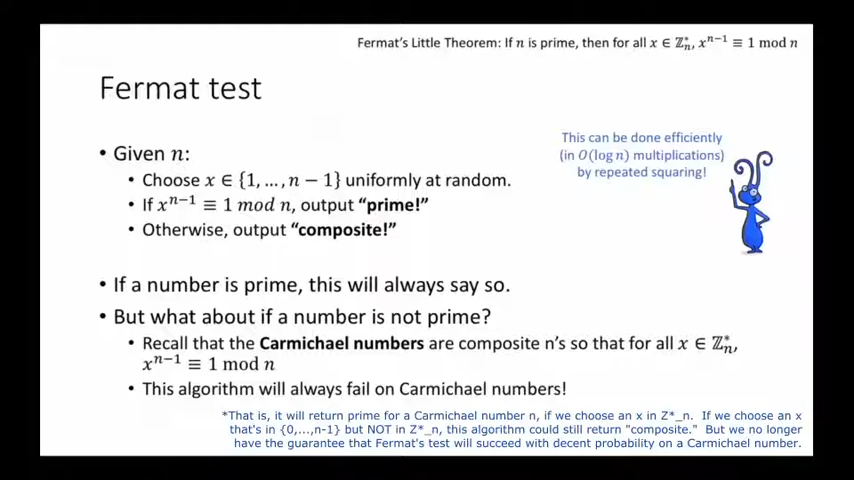 Fermat's Little Theorem: If n is prime, then for all x ∈ ℤₙ*, xⁿ⁻¹ ≡ 1 mod n
Fermat test
• Given n:
This can be done efficiently
(in O(log n) multiplications)
by repeated squaring!
• Choose x ∈ {1, ..., n − 1} uniformly at random.
• If xⁿ⁻¹ ≡ 1 mod n, output "prime!"
• Otherwise, output "composite!"
• If a number is prime, this will always say so.
• But what about if a number is not prime?
• Recall that the Carmichael numbers are composite n's so that for all x ∈ ℤₙ*,
xⁿ⁻¹ ≡ 1 mod n
• This algorithm will always fail on Carmichael numbers!
*That is, it will return prime for a Carmichael number n, if we choose an x in Z*_n. If we choose an x
that's in {0,...,n-1} but NOT in Z*_n, this algorithm could still return "composite." But we no longer
have the guarantee that Fermat's test will succeed with decent probability on a Carmichael number.